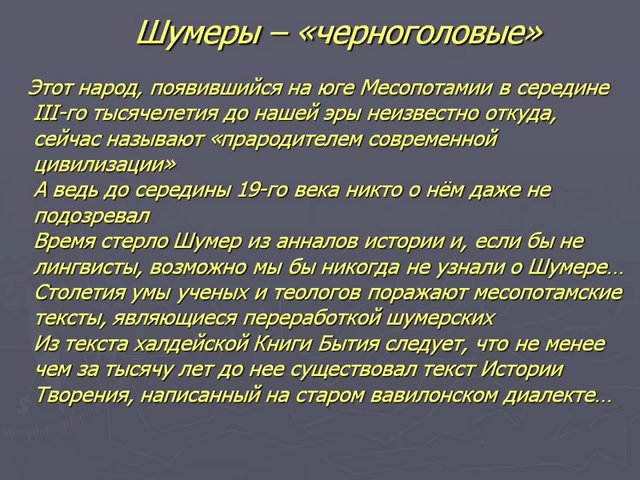 Шумеры – «черноголовые»
Этот народ, появившийся на юге Месопотамии в середине
III-го тысячелетия до нашей эры неизвестно откуда,
сейчас называют «прародителем современной
цивилизации»
А ведь до середины 19-го века никто о нём даже не
подозревал
Время стерло Шумер из анналов истории и, если бы не
лингвисты, возможно мы бы никогда не узнали о Шумере…
Столетия умы ученых и теологов поражают месопотамские
тексты, являющиеся переработкой шумерских
Из текста халдейской Книги Бытия следует, что не менее
чем за тысячу лет до нее существовал текст Истории
Творения, написанный на старом вавилонском диалекте…